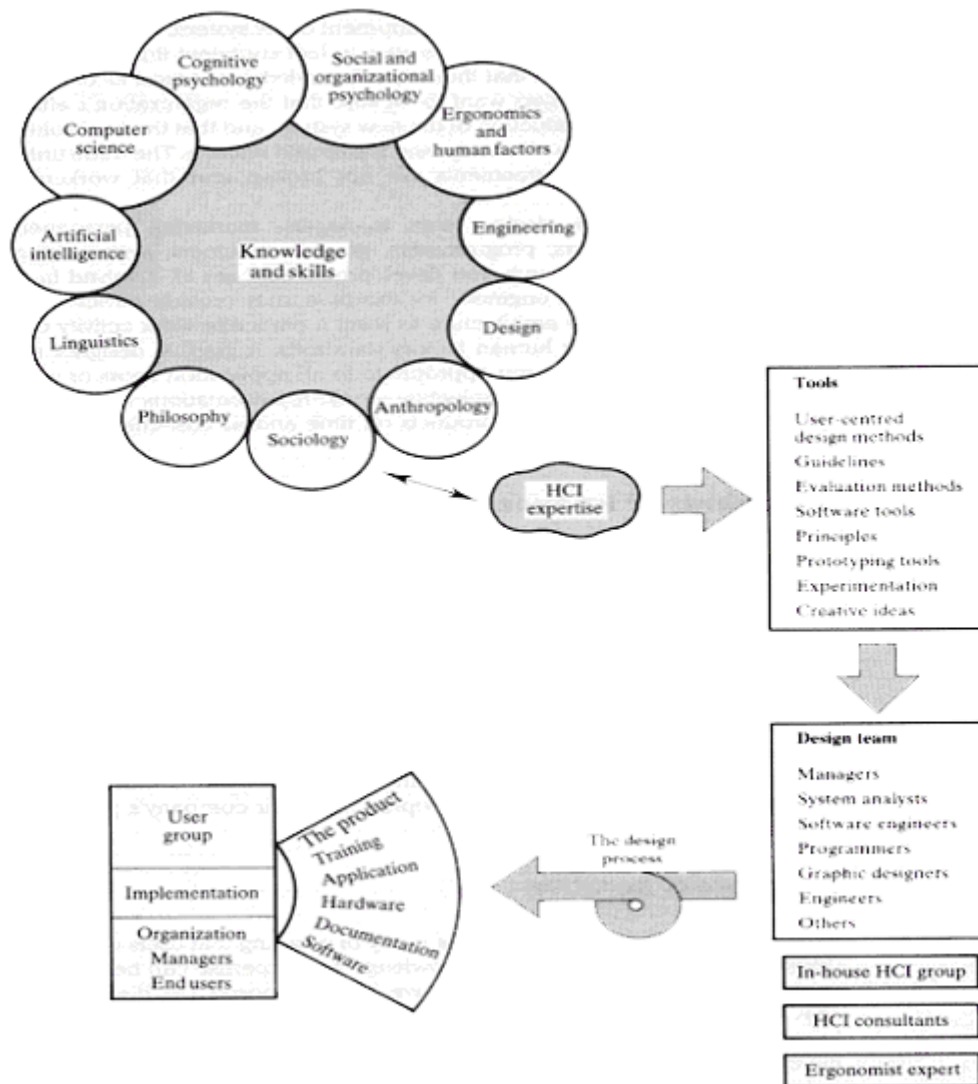 Cognitive
psychology
Social and
organizational
psychology
Ergonomics
and
human factors
Computer
science
Engineering
Artificial
intelligence
Knowledge
and skills
Design
Linguistics
Anthropology
Philosophy
Sociology
HCI
expertise
Tools
User-centred
design methods
Guidelines
Evaluation methods
Software tools
Principles
Prototyping tools
Experimentation
Creative ideas
Design team
Managers
System analysts
Software engineers
Programmers
Graphic designers
Engineers
Others
In-house HCI group
HCI consultants
Ergonomist expert
The design
process
The product
Training
Application
Hardware
Documentation
Software
User
group
Implementation
Organization
Managers
End users